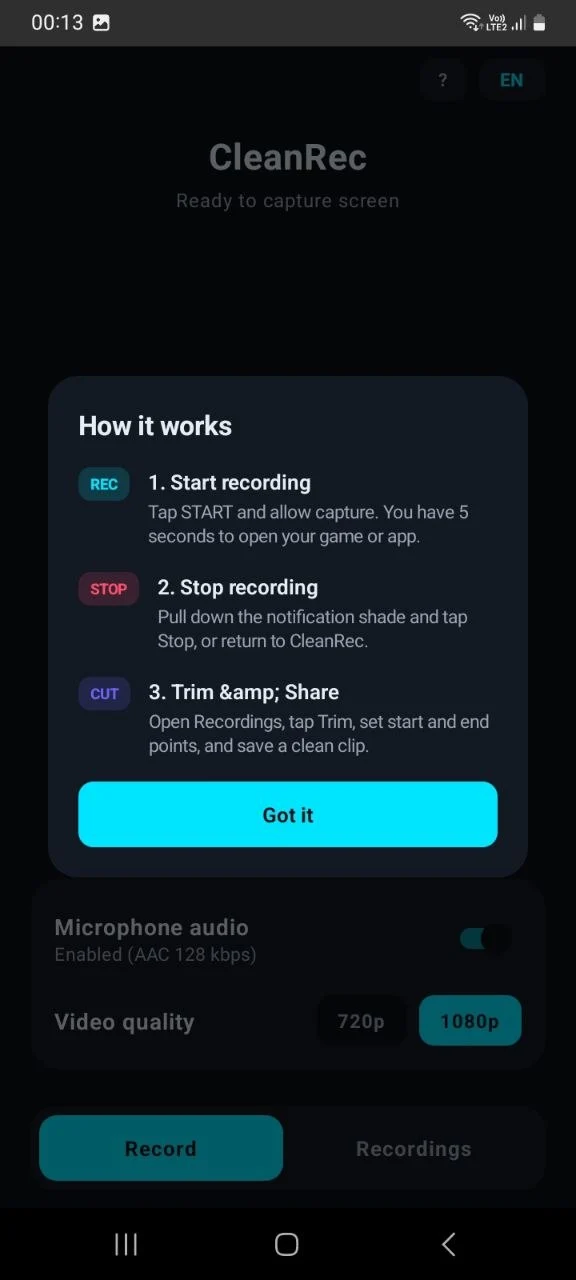 00:13
Vo)) LTE2
? EN
CleanRec
Ready to capture screen
How it works
REC 1. Start recording
Tap START and allow capture. You have 5
seconds to open your game or app.
STOP 2. Stop recording
Pull down the notification shade and tap
Stop, or return to CleanRec.
CUT 3. Trim &amp; Share
Open Recordings, tap Trim, set start and end
points, and save a clean clip.
Got it
Microphone audio
Enabled (AAC 128 kbps)
Video quality 720p 1080p
Record Recordings